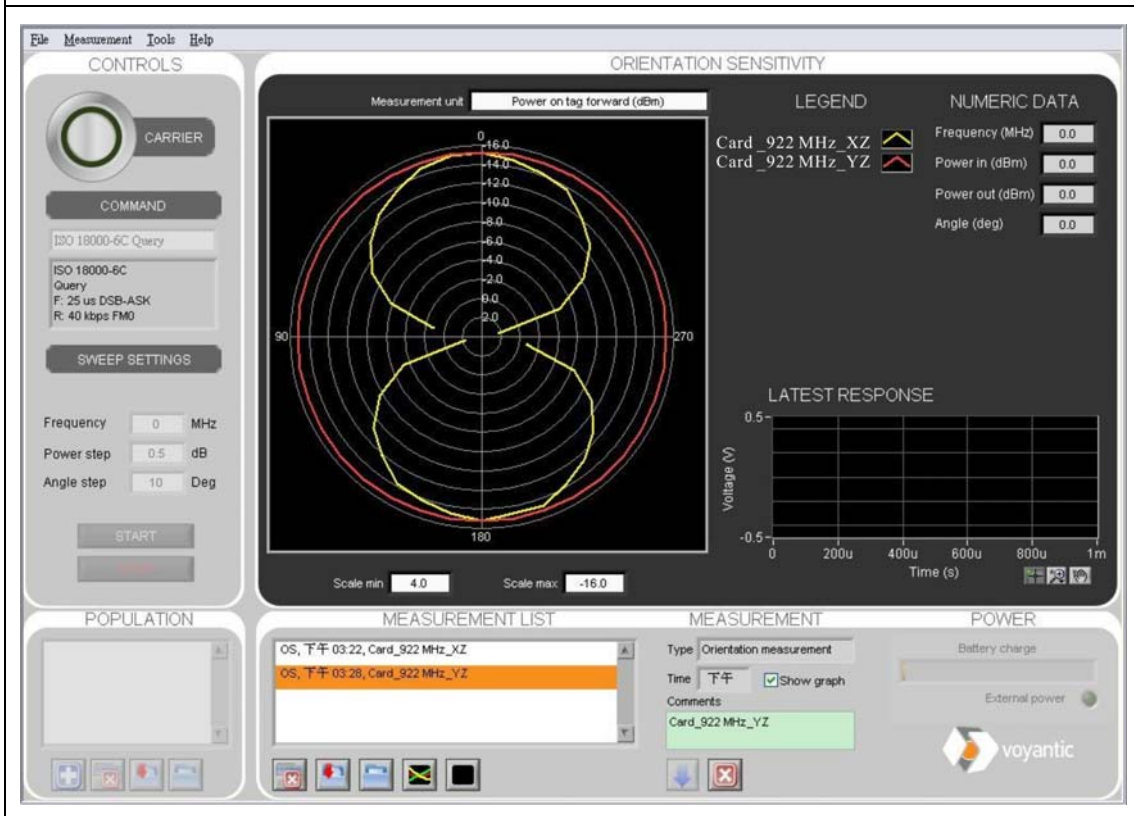 File Measurement Tools Help
CONTROLS
CARRIER
COMMAND
ISO 18000-6C Query
ISO 18000-6C
Query
F: 25 us DSB-ASK
R: 40 kbps FM0
SWEEP SETTINGS
Frequency 0 MHz
Power step 0.5 dB
Angle step 10 Deg
START
ORIENTATION SENSITIVITY
Measurement unit Power on tag forward (dBm)
0
-16.0
-14.0
-12.0
-10.0
-8.0
-6.0
-4.0
-2.0
0.0
2.0
90
270
180
Scale min 4.0 Scale max -16.0
LEGEND
Card _922 MHz_XZ
Card _922 MHz_YZ
NUMERIC DATA
Frequency (MHz) 0.0
Power in (dBm) 0.0
Power out (dBm) 0.0
Angle (deg) 0.0
LATEST RESPONSE
Voltage (V)
0.5
-0.5
0 200u 400u 600u 800u 1m
Time (s)
POPULATION
MEASUREMENT LIST
OS, 下午 03:22, Card_922 MHz_XZ
OS, 下午 03:28, Card_922 MHz_YZ
MEASUREMENT
Type Orientation measurement
Time 下午 Show graph
Comments
Card_922 MHz_YZ
POWER
Battery charge
External power
voyantic